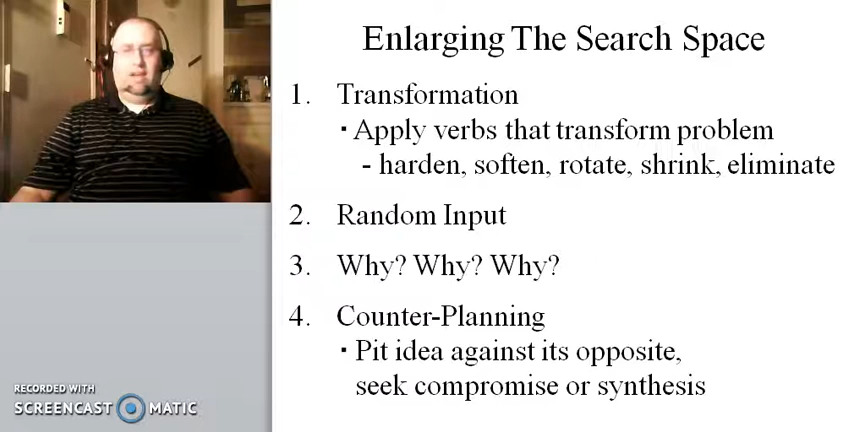 Enlarging The Search Space
1. Transformation
▪ Apply verbs that transform problem
- harden, soften, rotate, shrink, eliminate
2. Random Input
3. Why? Why? Why?
4. Counter-Planning
▪ Pit idea against its opposite,
seek compromise or synthesis
RECORDED WITH
SCREENCAST MATIC